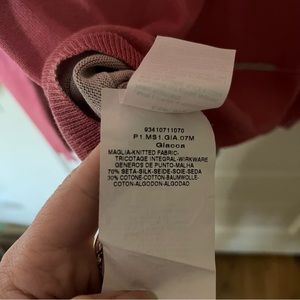 93410711070
P1.MS1.GIA.07M
Giacca
MAGLIA-KNITTED FABRIC-
TRICOTAGE INTEGRAL-WIRKWARE
GENEROS DE PUNTO-MALHA
70% SETA-SILK-SEIDE-SOIE-SEDA
30% COTONE-COTTON-BAUMWOLLE-
COTON-ALGODON-ALGODAO